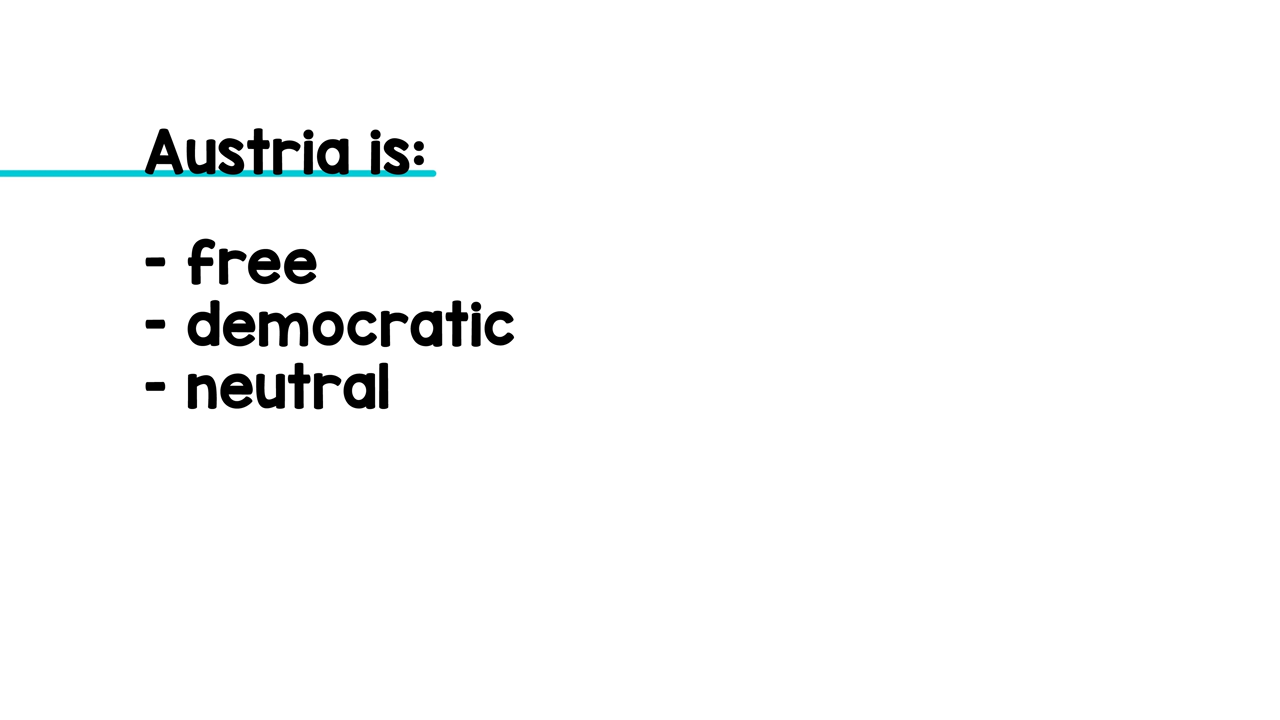 Austria is:
- free
- democratic
- neutral